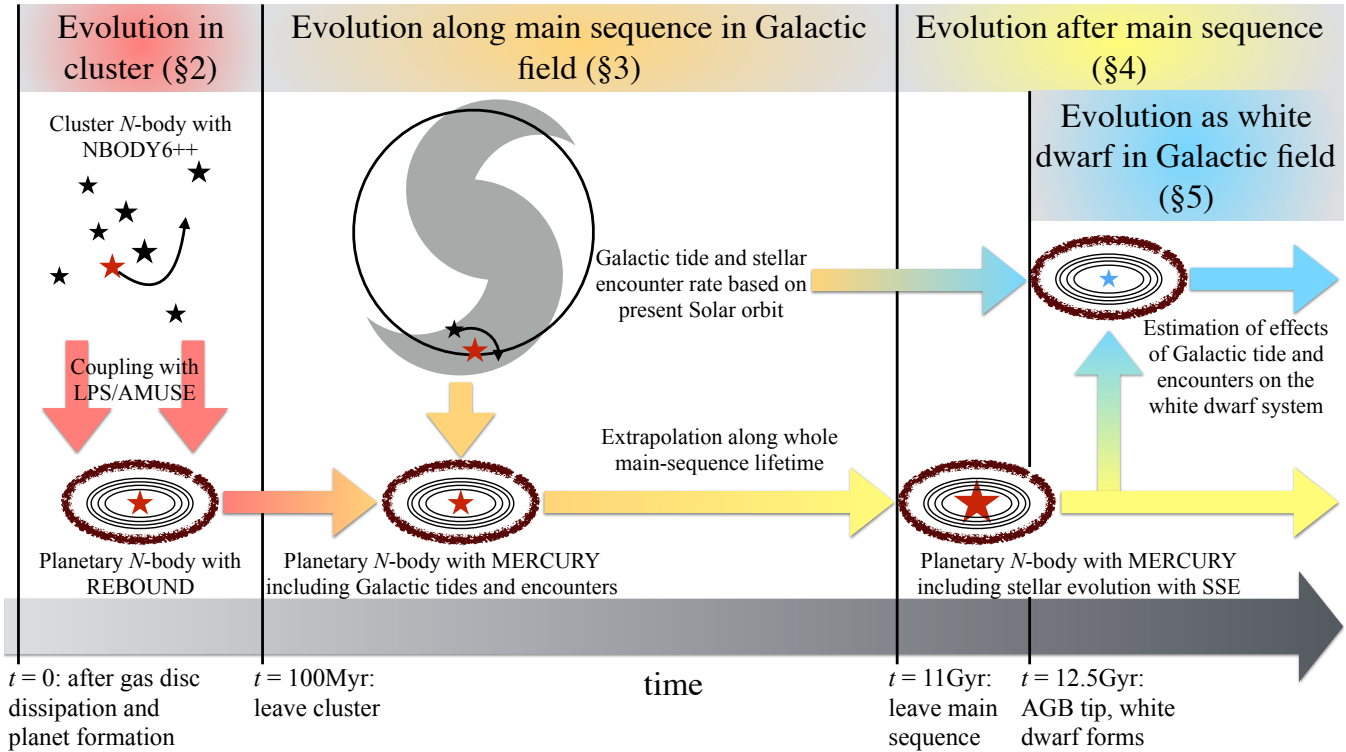 Evolution in
cluster (§2)
Evolution along main sequence in Galactic
field (§3)
Evolution after main sequence
(§4)
Evolution as white
dwarf in Galactic field
(§5)
Cluster N-body with
NBODY6++
Galactic tide and stellar
encounter rate based on
present Solar orbit
Estimation of effects
of Galactic tide and
encounters on the
white dwarf system
Coupling with
LPS/AMUSE
Extrapolation along whole
main-sequence lifetime
Planetary N-body with
REBOUND
Planetary N-body with MERCURY
including Galactic tides and encounters
Planetary N-body with MERCURY
including stellar evolution with SSE
t = 0: after gas disc
dissipation and
planet formation
t = 100Myr:
leave cluster
time
t = 11Gyr:
leave main
sequence
t = 12.5Gyr:
AGB tip, white
dwarf forms